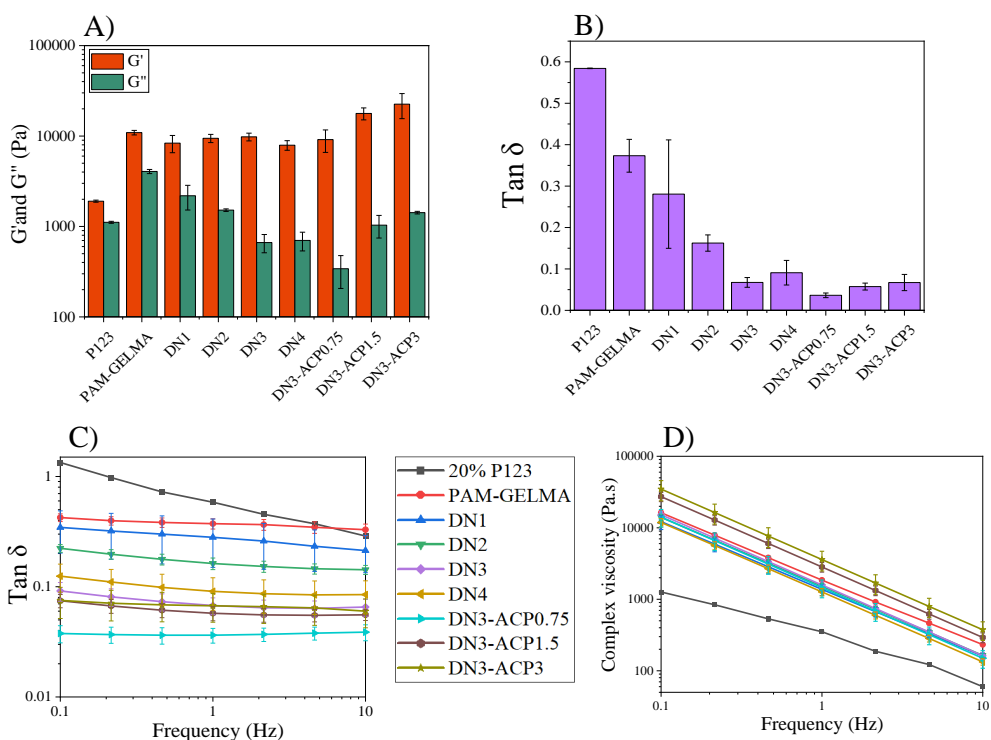 A)
B)
100000
10000
1000
100
G'and G'' (Pa)
G'
G''
P123
PAM-GELMA
DN1
DN2
DN3
DN4
DN3-ACP0.75
DN3-ACP1.5
DN3-ACP3
0.6
0.5
0.4
0.3
0.2
0.1
0.0
Tan δ
P123
PAM-GELMA
DN1
DN2
DN3
DN4
DN3-ACP0.75
DN3-ACP1.5
DN3-ACP3
C)
1
0.1
0.01
Tan δ
0.1
1
10
Frequency (Hz)
20% P123
PAM-GELMA
DN1
DN2
DN3
DN4
DN3-ACP0.75
DN3-ACP1.5
DN3-ACP3
D)
100000
10000
1000
100
Complex viscosity (Pa.s)
0.1
1
10
Frequency (Hz)